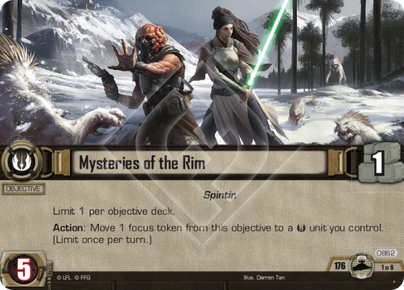 Mysteries of the Rim
1
OBJECTIVE
Spintir.
Limit 1 per objective deck.
Action: Move 1 focus token from this objective to a unit you control.
(Limit once per turn.)
5
© LFL © FFG
Illus. Darren Tan
176
0862
1 of 6